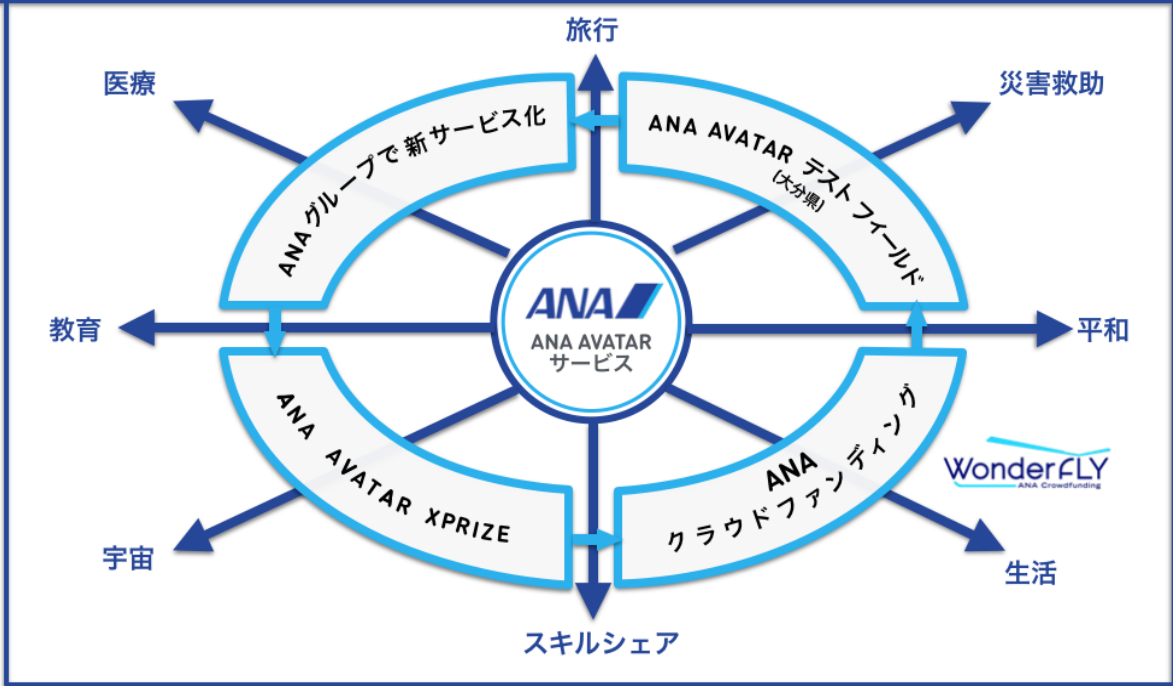 旅行
医療
災害救助
ANAグループで新サービス化
ANA AVATAR テストフィールド
(大分県)
ANA
ANA AVATAR
サービス
教育
平和
ANA AVATAR XPRIZE
ANA
クラウドファンディング
WonderFLY
ANA Crowdfunding
宇宙
生活
スキルシェア